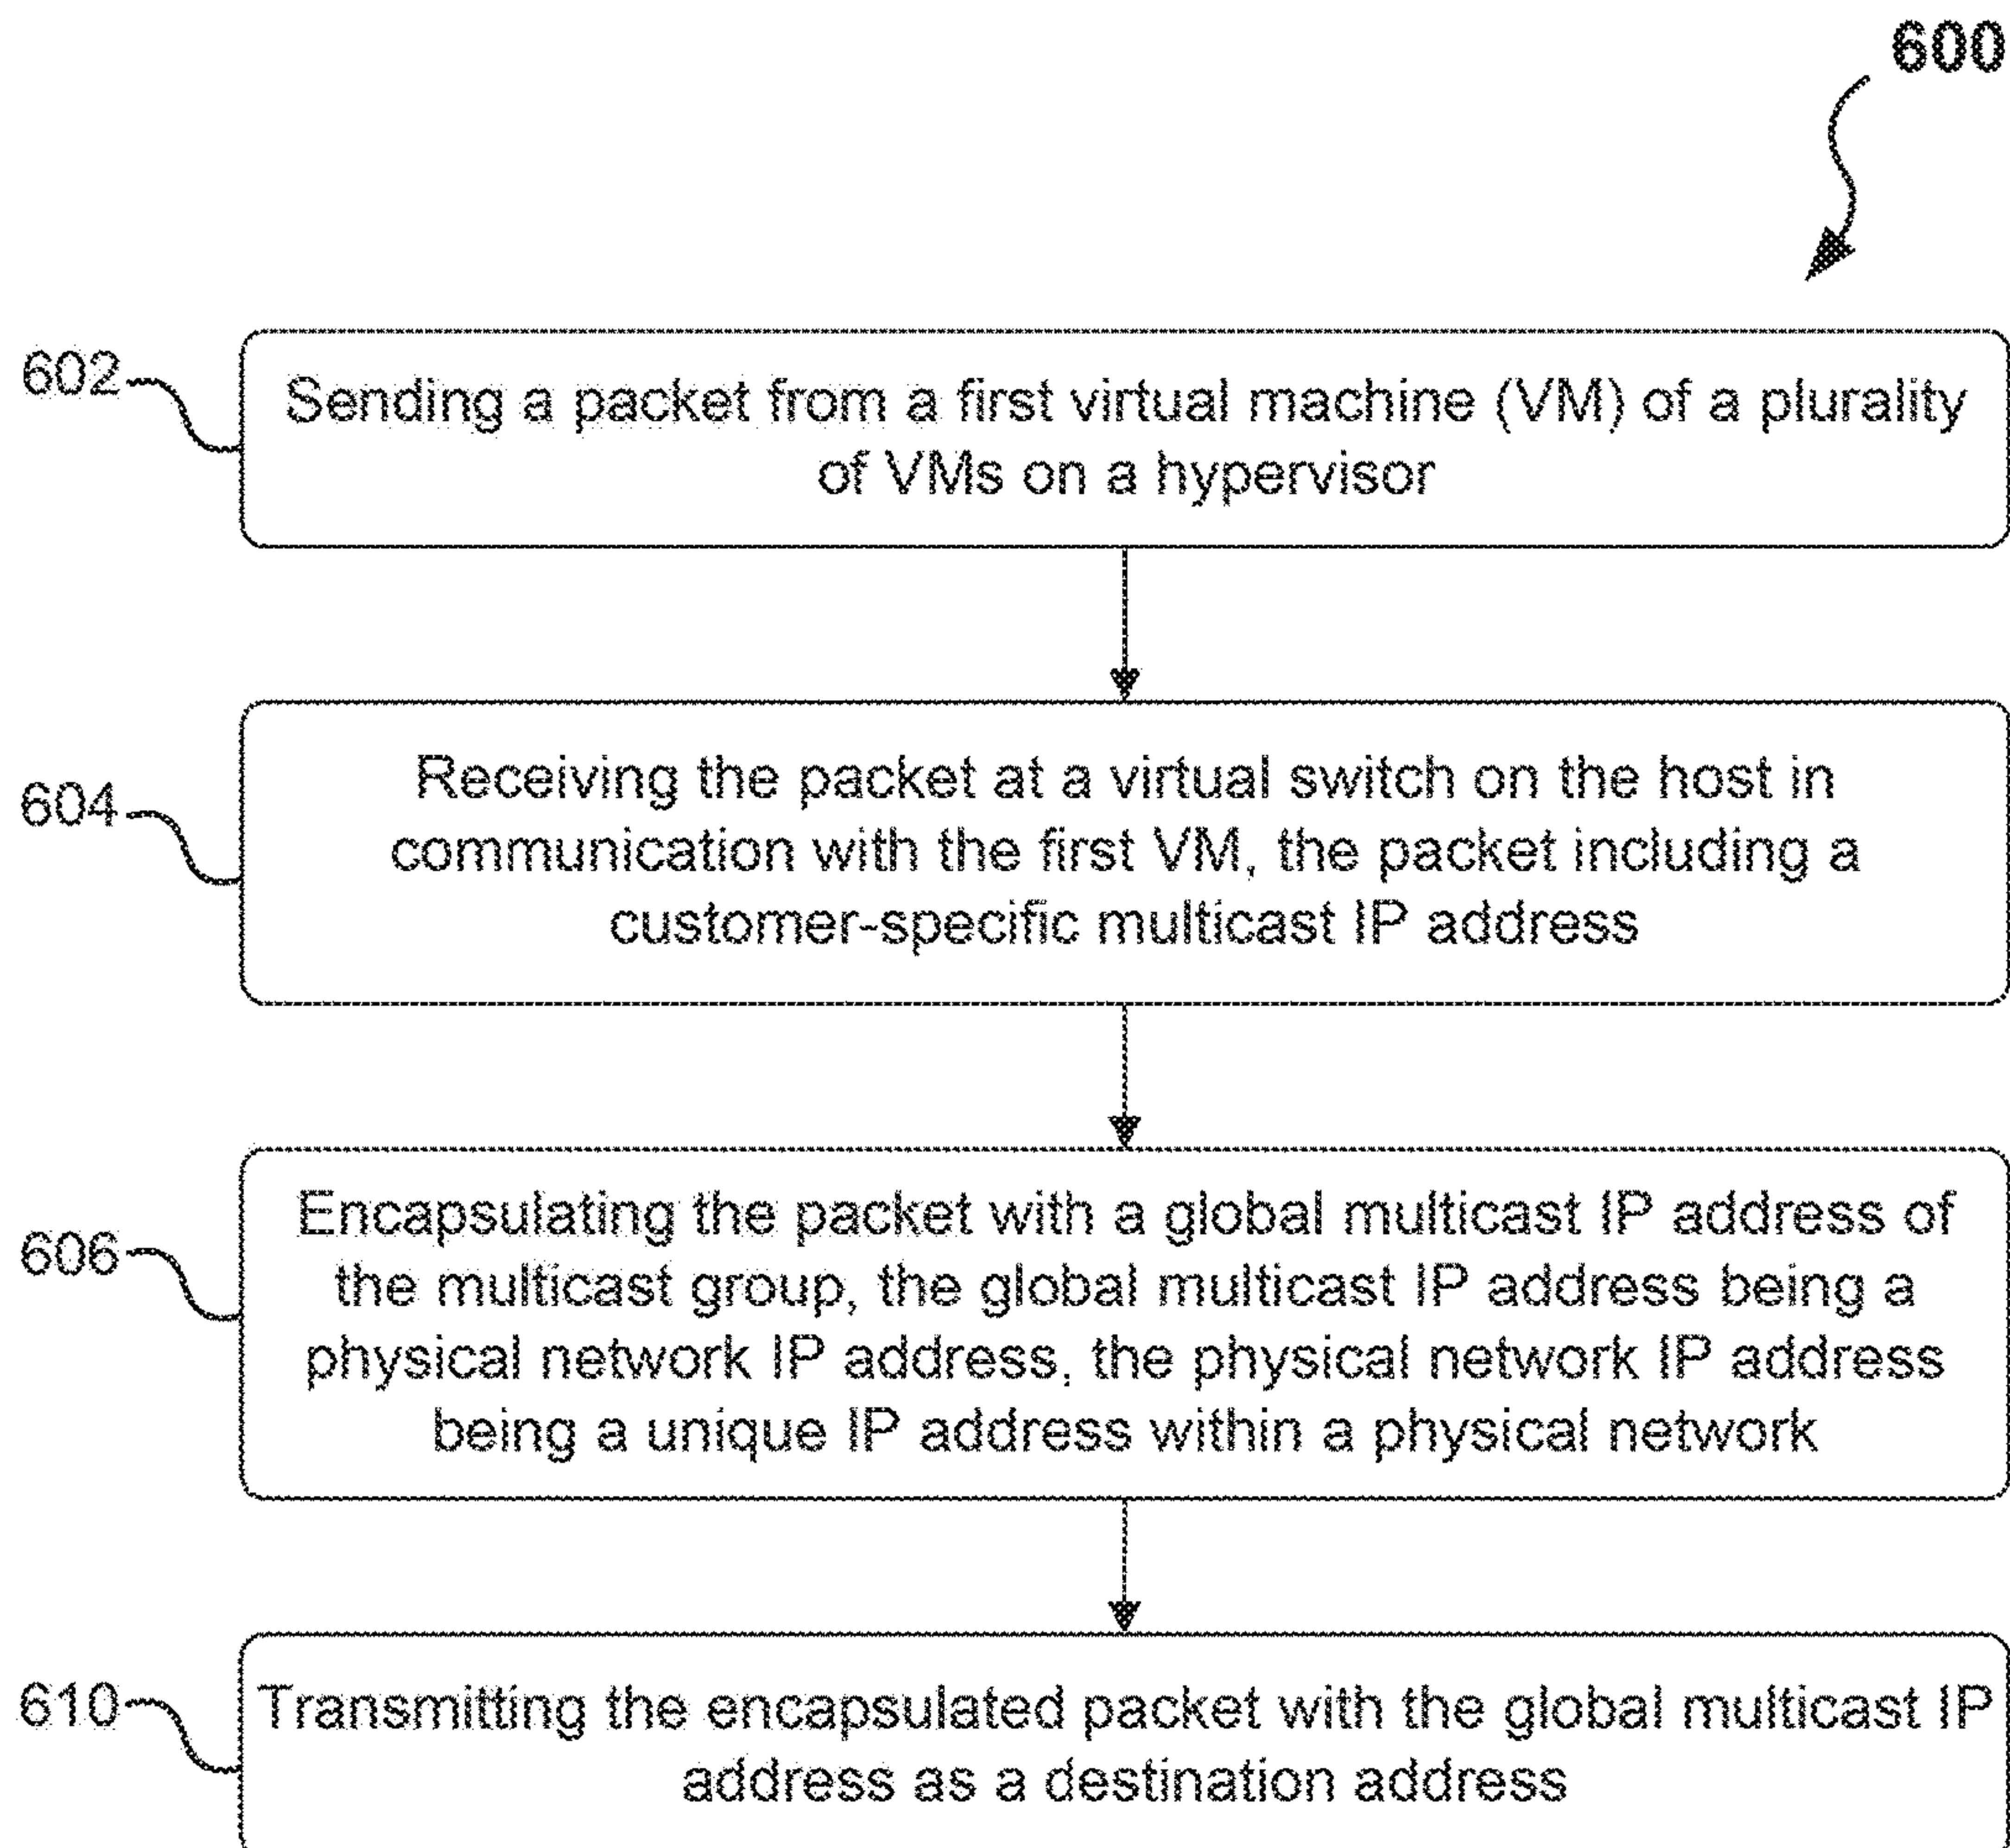 600
602
Sending a packet from a first virtual machine (VM) of a plurality
of VMs on a hypervisor
604
Receiving the packet at a virtual switch on the host in
communication with the first VM, the packet including a
customer-specific multicast IP address
606
Encapsulating the packet with a global multicast IP address of
the multicast group, the global multicast IP address being a
physical network IP address, the physical network IP address
being a unique IP address within a physical network
610
Transmitting the encapsulated packet with the global multicast IP
address as a destination address